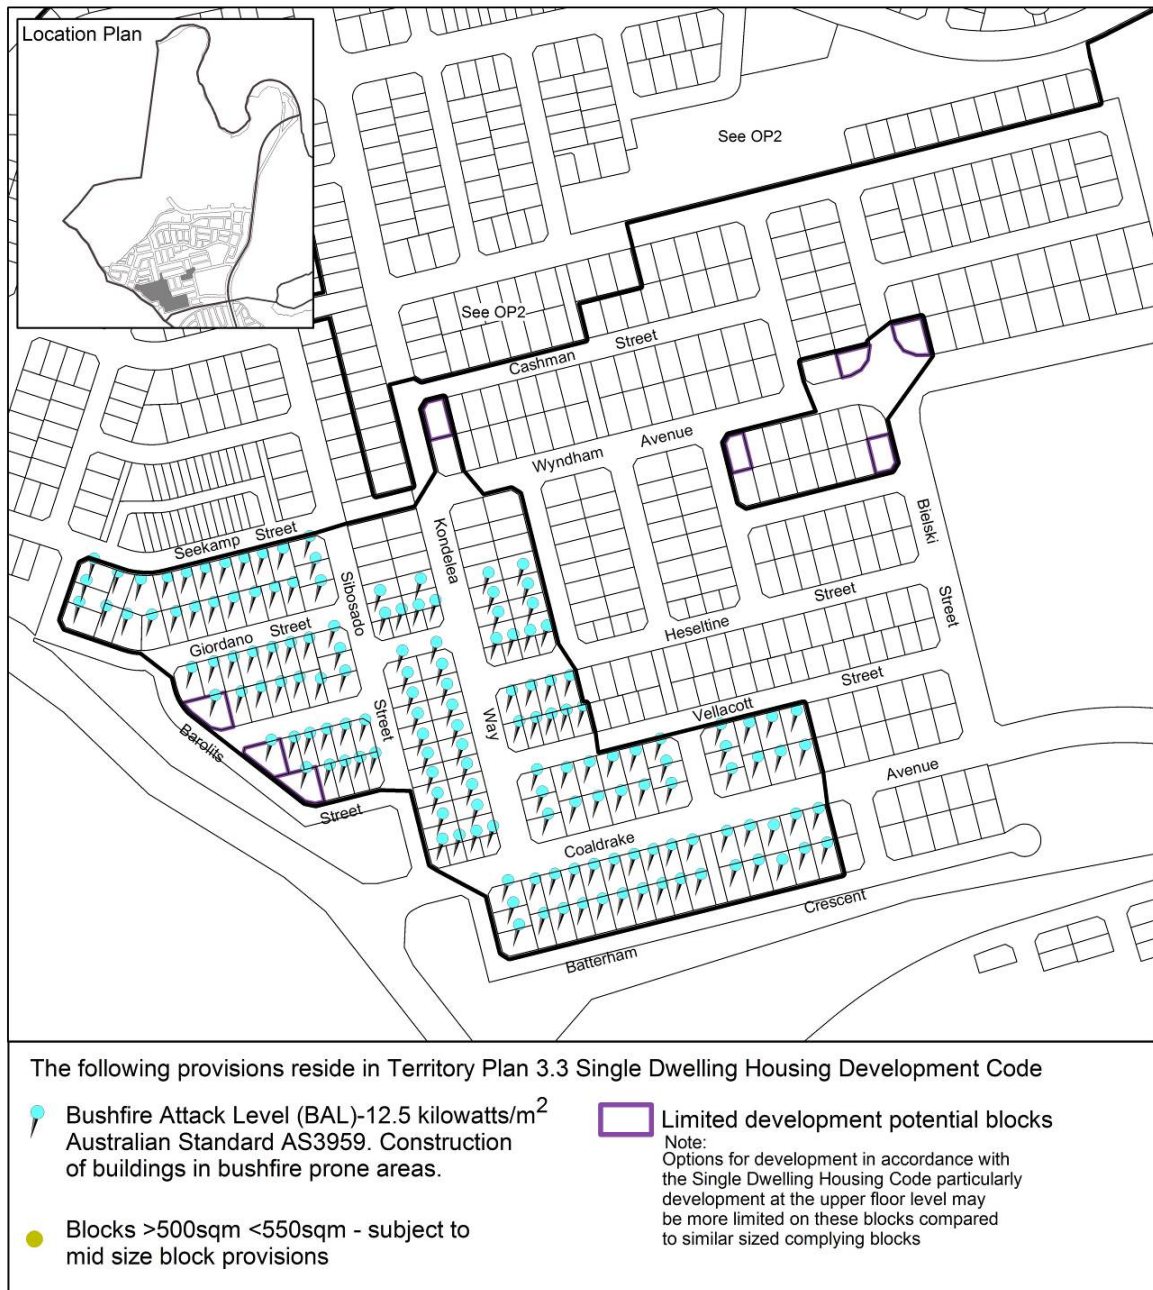 Location Plan
See OP2
See OP2
Cashman Street
Wyndham Avenue
Seekamp Street
Kondelea
Way
Sibosado
Street
Giordano Street
Heseltine Street
Bielski
Street
Vellacott Street
Barolits
Street
Coaldrake Avenue
Batterham Crescent
The following provisions reside in Territory Plan 3.3 Single Dwelling Housing Development Code
Bushfire Attack Level (BAL)-12.5 kilowatts/m²
Australian Standard AS3959. Construction
of buildings in bushfire prone areas.
Blocks >500sqm <550sqm - subject to
mid size block provisions
Limited development potential blocks
Note:
Options for development in accordance with
the Single Dwelling Housing Code particularly
development at the upper floor level may
be more limited on these blocks compared
to similar sized complying blocks